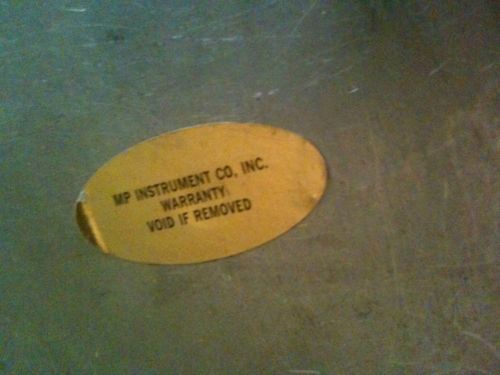 MP INSTRUMENT CO, INC.
WARRANTY
VOID IF REMOVED